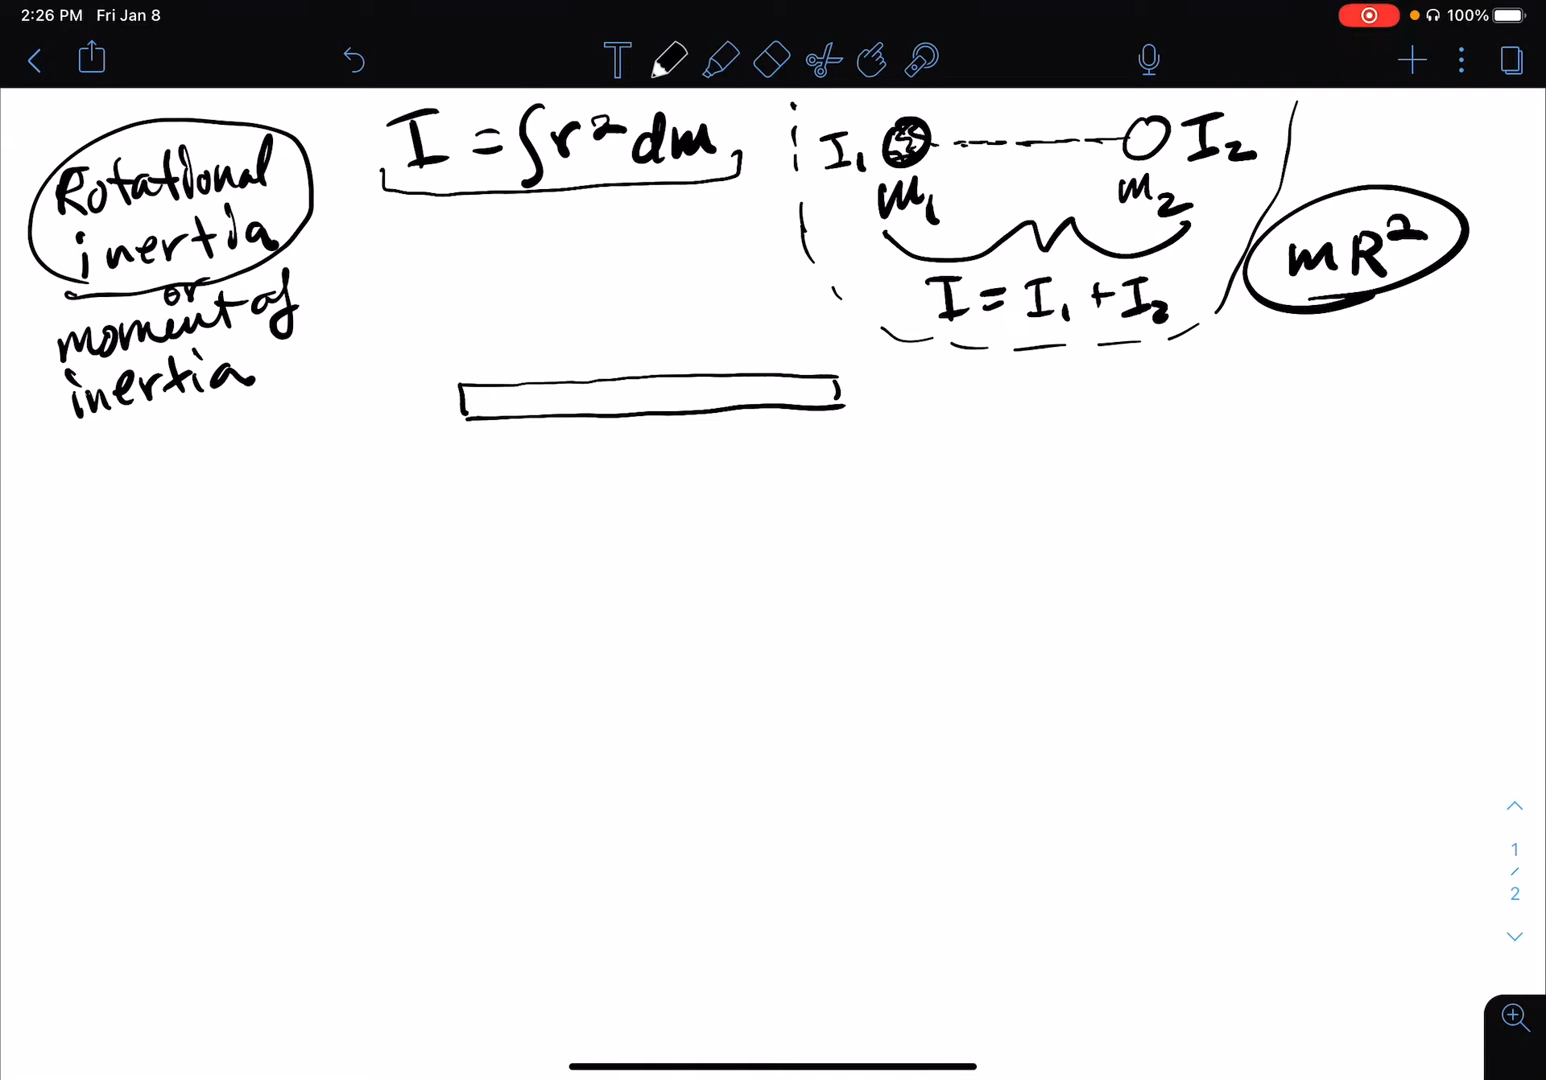 2:26 PM Fri Jan 8
100%
T
Rotational
inertia
or
moment of
inertia
I = ∫r²dm
I₁
I₂
m₁
m₂
I = I₁ + I₂
mR²
1
/
2